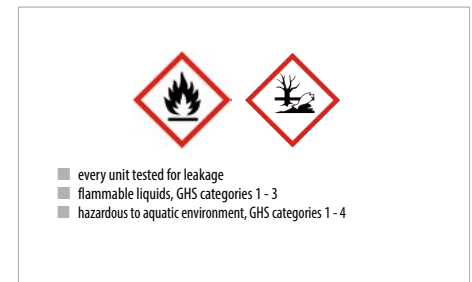 every unit tested for leakage
flammable liquids, GHS categories 1 - 3
hazardous to aquatic environment, GHS categories 1 - 4